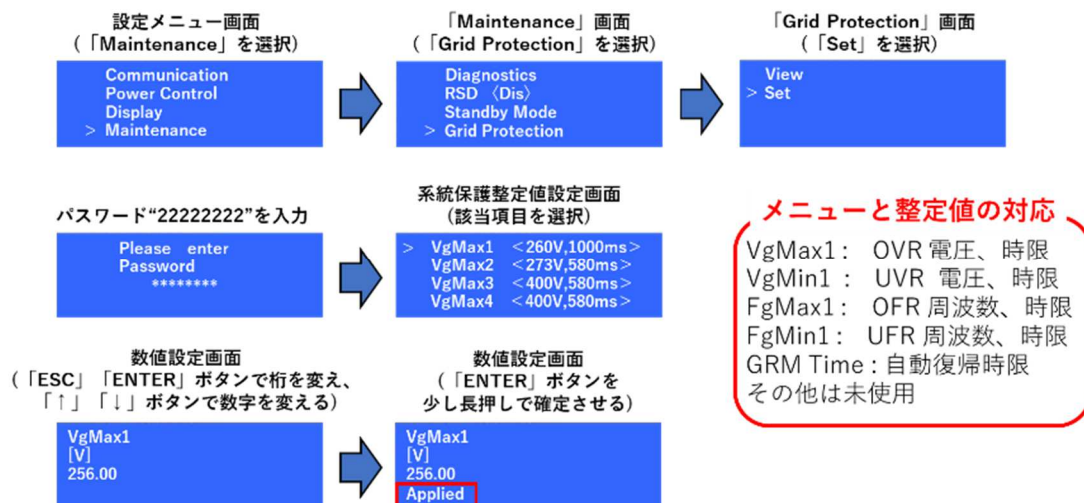 設定メニュー画面
(「Maintenance」を選択)
Communication
Power Control
Display
> Maintenance
「Maintenance」画面
(「Grid Protection」を選択)
Diagnostics
RSD 〈Dis〉
Standby Mode
> Grid Protection
「Grid Protection」画面
(「Set」を選択)
View
> Set
パスワード“22222222”を入力
Please enter
Password
********
系統保護整定値設定画面
(該当項目を選択)
> VgMax1 <260V,1000ms>
VgMax2 <273V,580ms>
VgMax3 <400V,580ms>
VgMax4 <400V,580ms>
メニューと整定値の対応
VgMax1: OVR 電圧、時限
VgMin1: UVR 電圧、時限
FgMax1: OFR 周波数、時限
FgMin1: UFR 周波数、時限
GRM Time:自動復帰時限
その他は未使用
数値設定画面
(「ESC」「ENTER」ボタンで桁を変え、
「↑」「↓」ボタンで数字を変える)
VgMax1
[V]
256.00
数値設定画面
(「ENTER」ボタンを
少し長押しで確定させる)
VgMax1
[V]
256.00
Applied